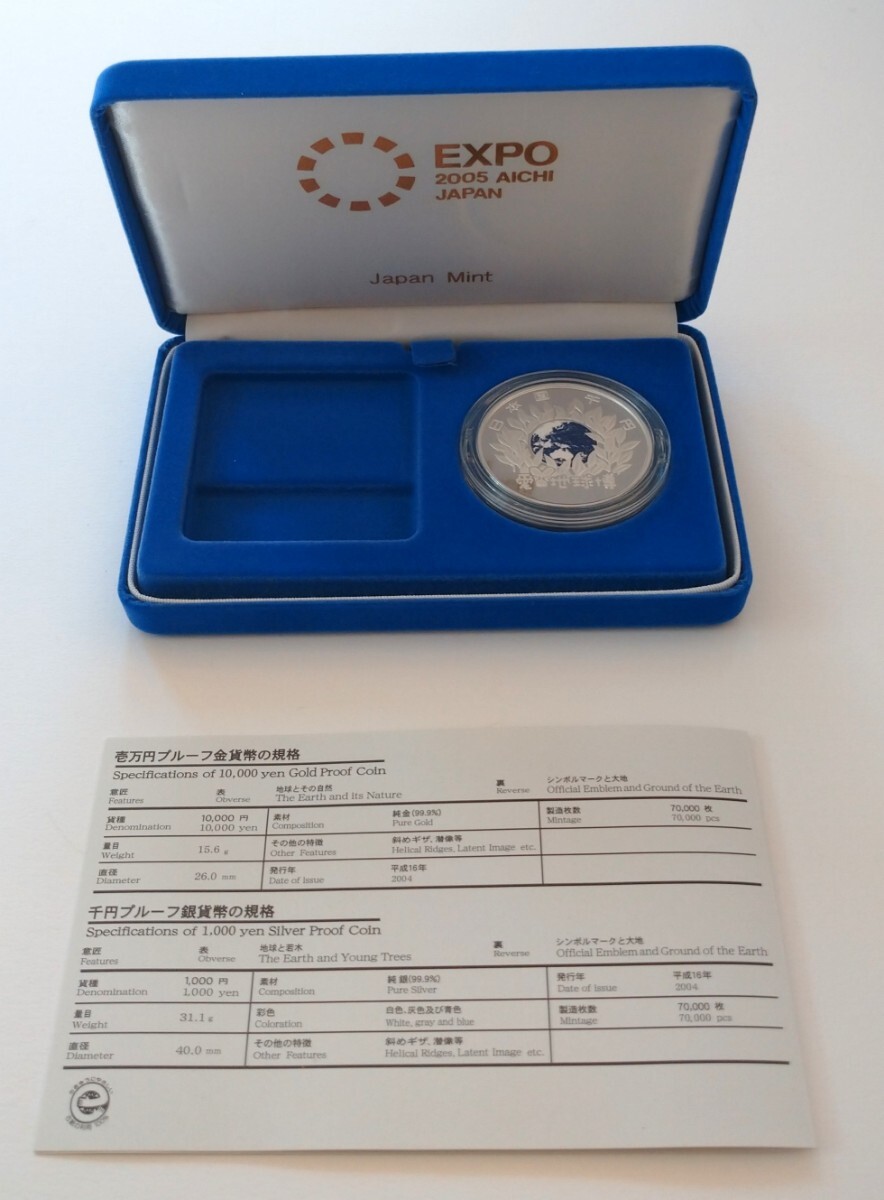 EXPO
2005 AICHI
JAPAN
Japan Mint
日本国 千円
愛・地球博
壱万円プルーフ金貨幣の規格
Specifications of 10,000 yen Gold Proof Coin
意匠 表 地球とその自然 裏 シンボルマークと大地
Features Obverse The Earth and its Nature Reverse Official Emblem and Ground of the Earth
貨種 10,000 円 素材 純金(99.9%) 製造枚数 70,000 枚
Denomination 10,000 yen Composition Pure Gold Mintage 70,000 pcs
量目 15.6 g その他の特徴 斜めギザ、潜像等
Weight Other Features Helical Ridges, Latent Image etc.
直径 26.0 mm 発行年 平成16年
Diameter Date of Issue 2004
千円プルーフ銀貨幣の規格
Specifications of 1,000 yen Silver Proof Coin
意匠 表 地球と若木 裏 シンボルマークと大地
Features Obverse The Earth and Young Trees Reverse Official Emblem and Ground of the Earth
貨種 1,000 円 素材 純銀(99.9%) 発行年 平成16年
Denomination 1,000 yen Composition Pure Silver Date of Issue 2004
量目 31.1 g 彩色 白色、灰色及び青色 製造枚数 70,000 枚
Weight Coloration White, gray and blue Mintage 70,000 pcs
直径 40.0 mm その他の特徴 斜めギザ、潜像等
Diameter Other Features Helical Ridges, Latent Image etc.